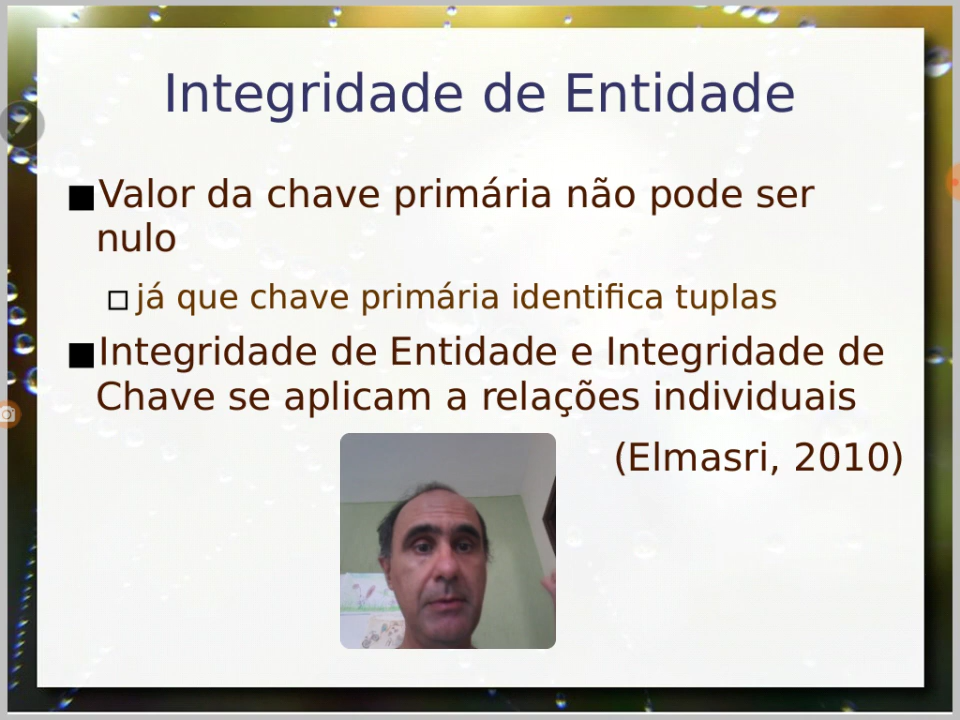 Integridade de Entidade
Valor da chave primária não pode ser
nulo
já que chave primária identifica tuplas
Integridade de Entidade e Integridade de
Chave se aplicam a relações individuais
(Elmasri, 2010)